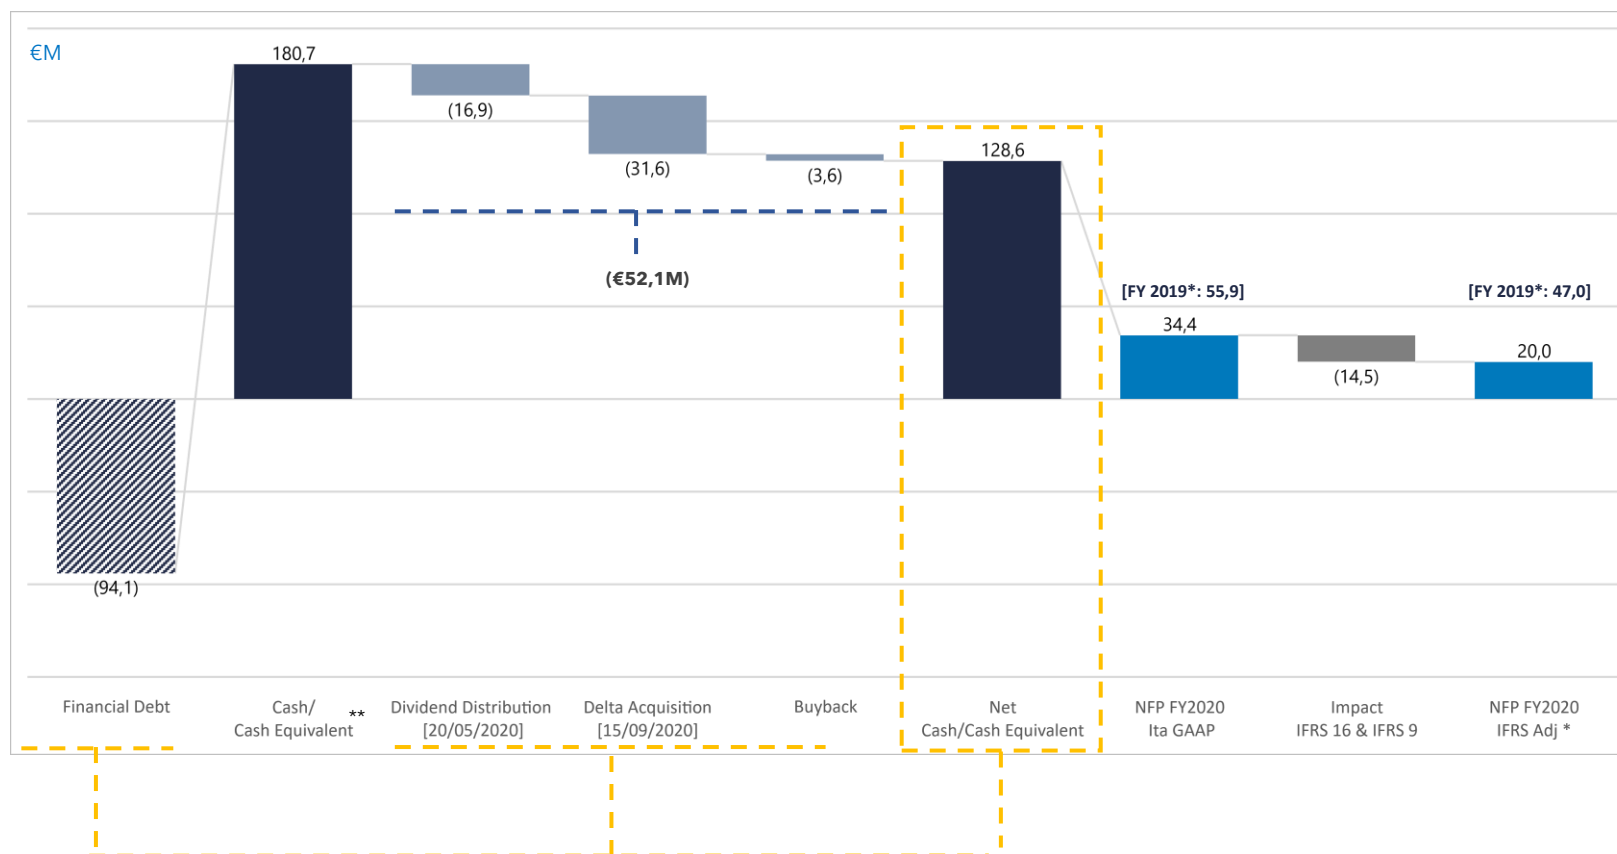 €M
180,7
(16,9)
(31,6)
(3,6)
128,6
(€52,1M)
[FY 2019*: 55,9]
[FY 2019*: 47,0]
34,4
(14,5)
20,0
(94,1)
Financial Debt
Cash/
Cash Equivalent **
Dividend Distribution
[20/05/2020]
Delta Acquisition
[15/09/2020]
Buyback
Net
Cash/Cash Equivalent
NFP FY2020
Ita GAAP
Impact
IFRS 16 & IFRS 9
NFP FY2020
IFRS Adj *